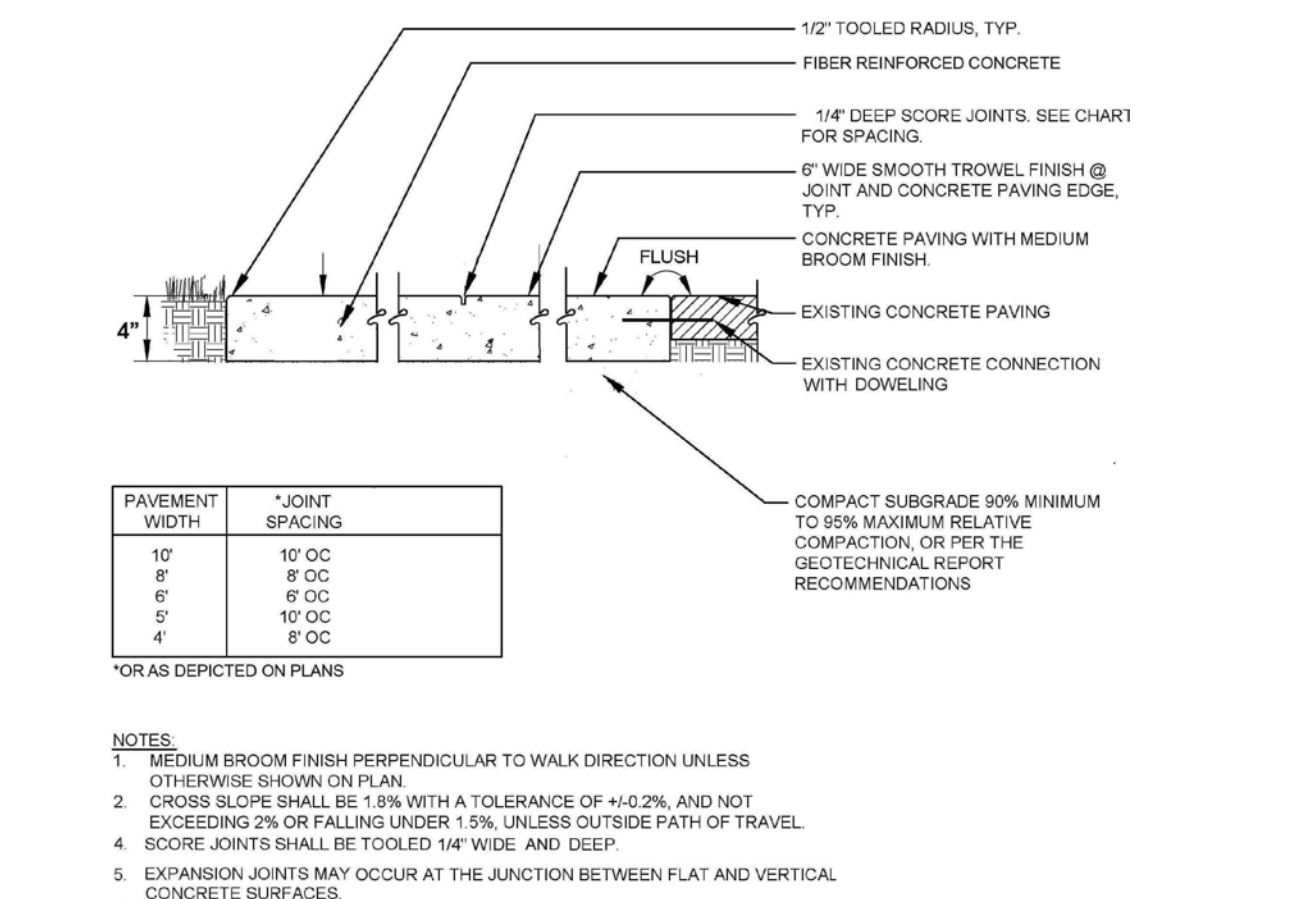 1/2" TOOLED RADIUS, TYP.
FIBER REINFORCED CONCRETE
1/4" DEEP SCORE JOINTS. SEE CHART
FOR SPACING.
6" WIDE SMOOTH TROWEL FINISH @
JOINT AND CONCRETE PAVING EDGE,
TYP.
CONCRETE PAVING WITH MEDIUM
BROOM FINISH.
FLUSH
EXISTING CONCRETE PAVING
4”
EXISTING CONCRETE CONNECTION
WITH DOWELING
COMPACT SUBGRADE 90% MINIMUM
TO 95% MAXIMUM RELATIVE
COMPACTION, OR PER THE
GEOTECHNICAL REPORT
RECOMMENDATIONS
PAVEMENT WIDTH *JOINT SPACING
10' 10' OC
8' 8' OC
6' 6' OC
5' 10' OC
4' 8' OC
*OR AS DEPICTED ON PLANS
NOTES:
1. MEDIUM BROOM FINISH PERPENDICULAR TO WALK DIRECTION UNLESS
OTHERWISE SHOWN ON PLAN.
2. CROSS SLOPE SHALL BE 1.8% WITH A TOLERANCE OF +/-0.2%, AND NOT
EXCEEDING 2% OR FALLING UNDER 1.5%, UNLESS OUTSIDE PATH OF TRAVEL.
4. SCORE JOINTS SHALL BE TOOLED 1/4" WIDE AND DEEP.
5. EXPANSION JOINTS MAY OCCUR AT THE JUNCTION BETWEEN FLAT AND VERTICAL
CONCRETE SURFACES.